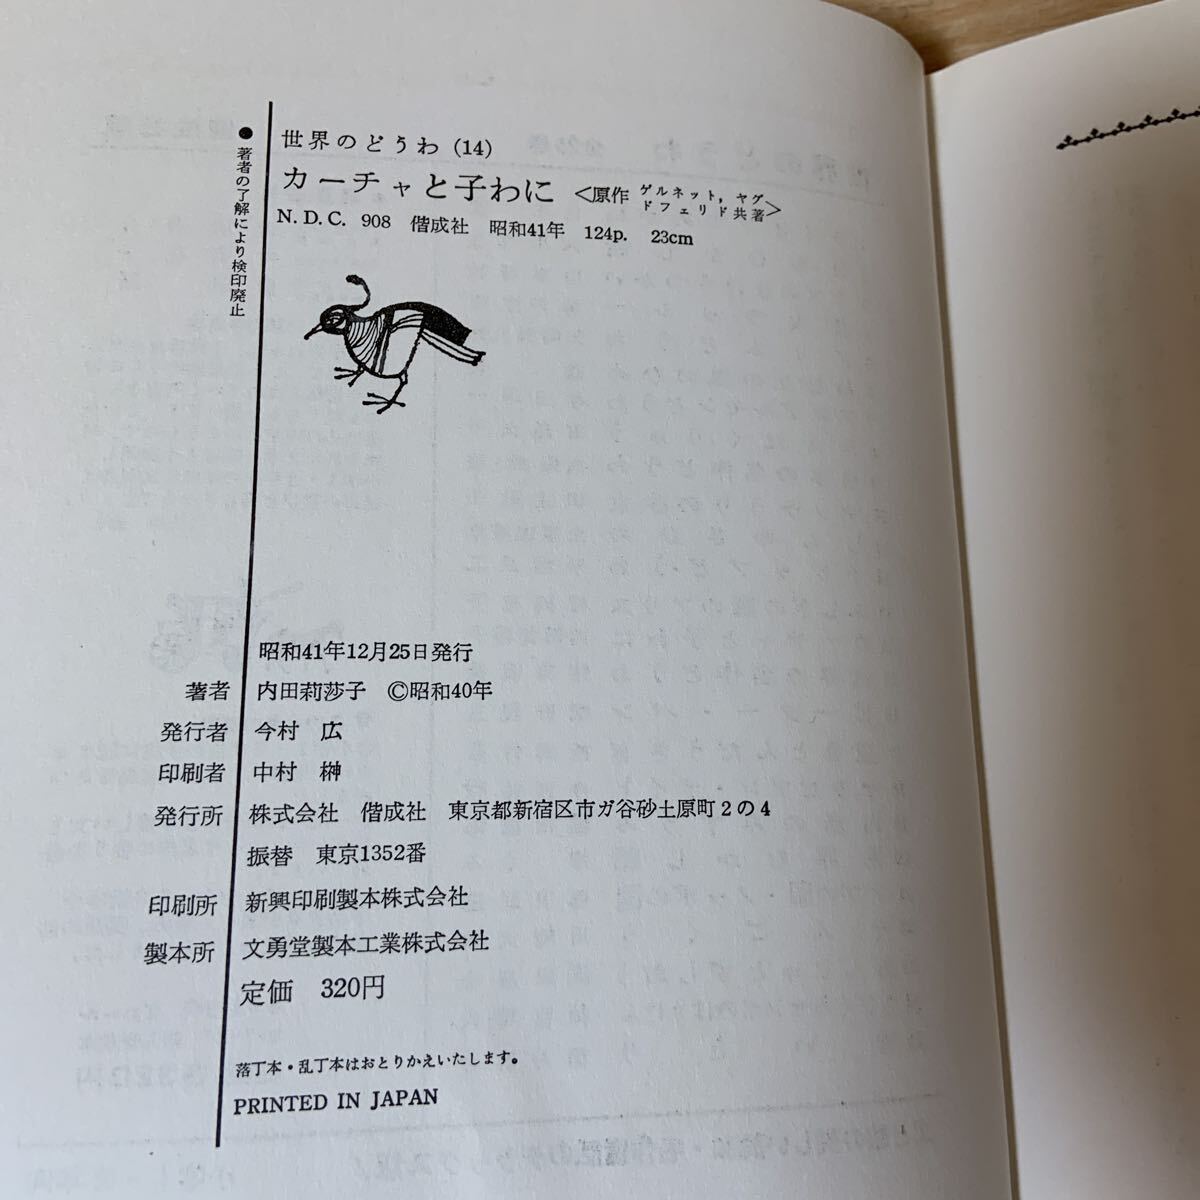 世界のどうわ (14)
カーチャと子わに <原作 ゲルネット, ヤグドフェリド共著>
N. D. C. 908 偕成社 昭和41年 124p. 23cm
●著者の了解により検印廃止
昭和41年12月25日発行
著者 内田莉莎子 ©昭和40年
発行者 今村 広
印刷者 中村 榊
発行所 株式会社 偕成社 東京都新宿区市ガ谷砂土原町2の4
振替 東京1352番
印刷所 新興印刷製本株式会社
製本所 文勇堂製本工業株式会社
定価 320円
落丁本・乱丁本はおとりかえいたします。
PRINTED IN JAPAN